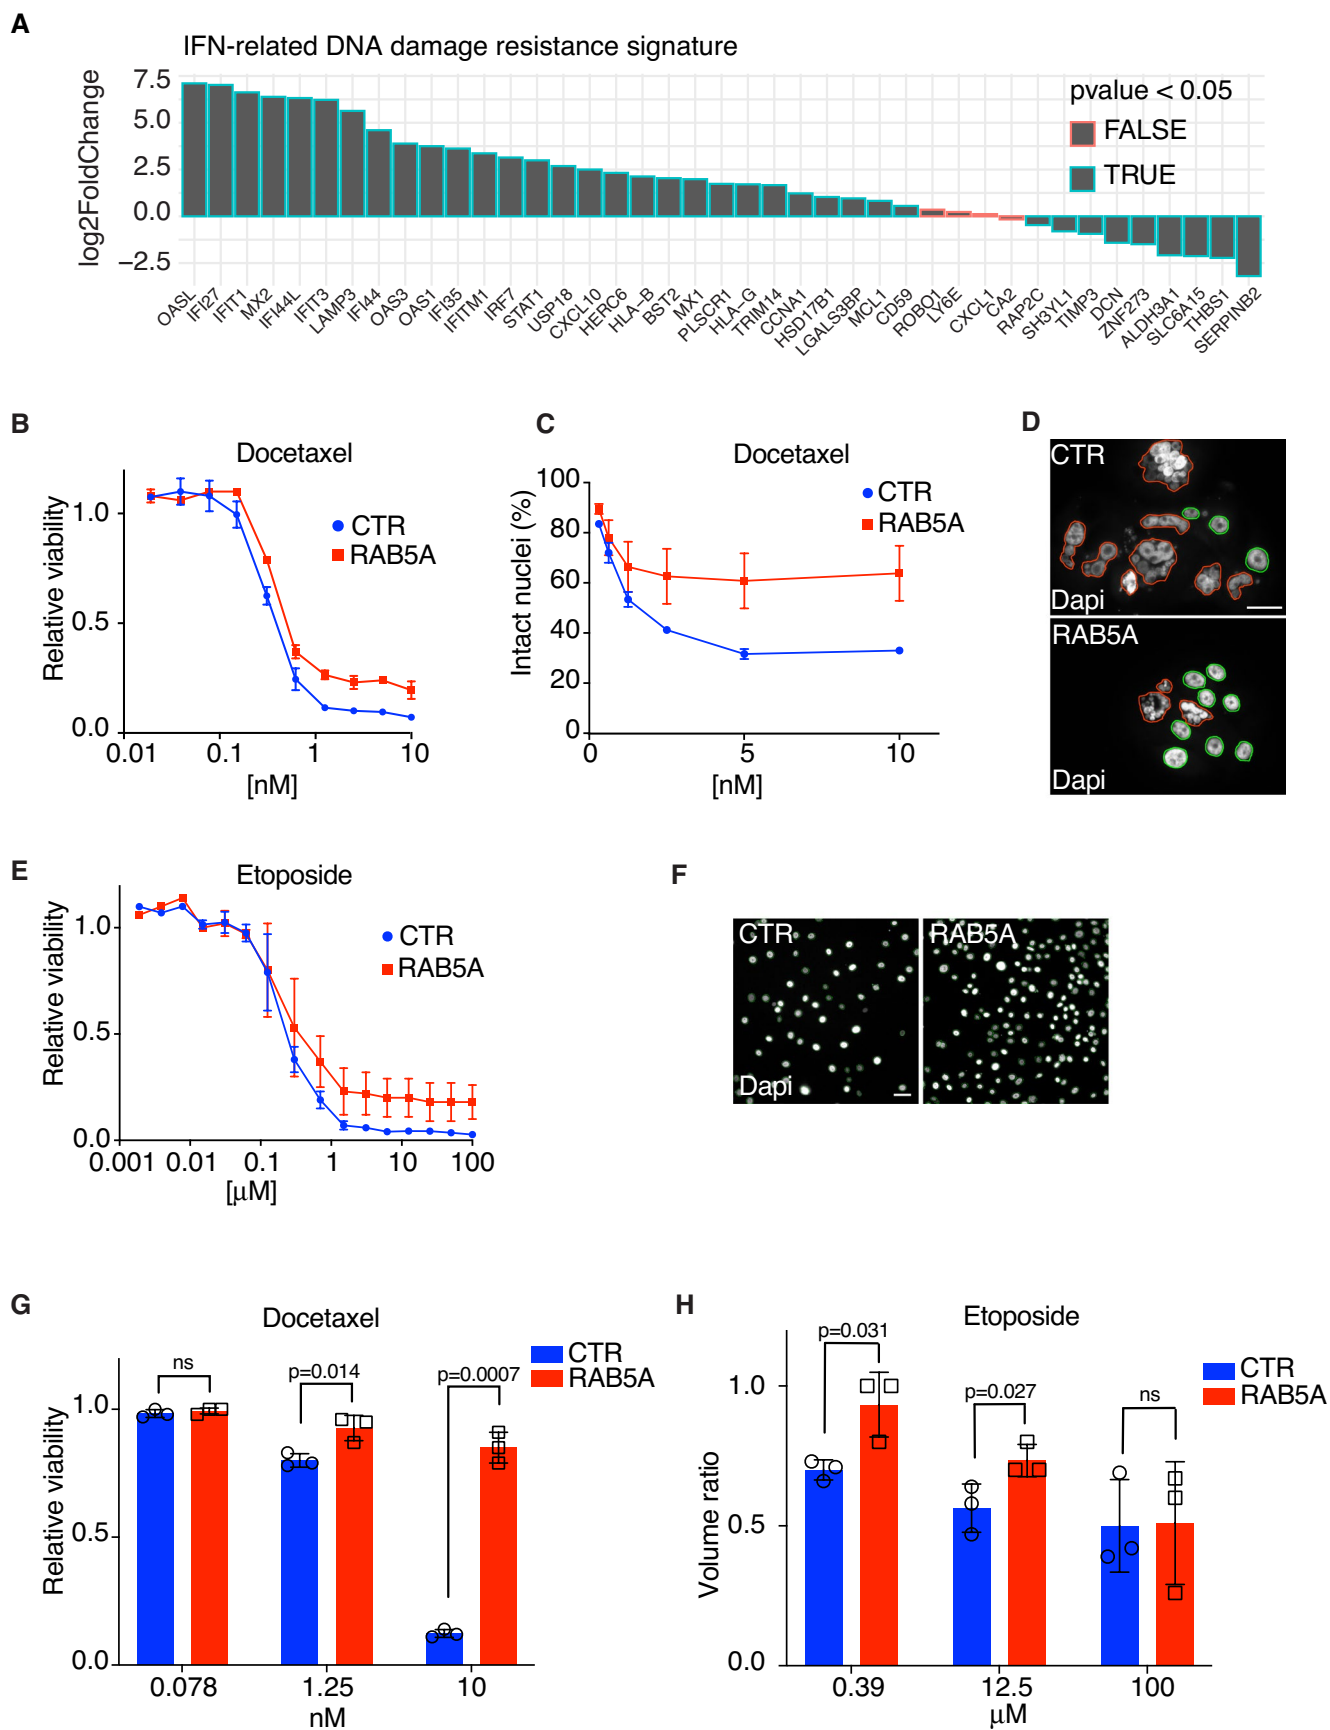 A
IFN-related DNA damage resistance signature
log2FoldChange
7.5
5.0
2.5
0.0
−2.5
pvalue < 0.05
FALSE
TRUE
OASL
IFI27
IFIT1
MX2
IFI44L
IFIT3
LAMP3
IFI44
OAS3
OAS1
IFI35
IFITM1
IRF7
STAT1
USP18
CXCL10
HERC6
HLA−B
BST2
MX1
PLSCR1
HLA−G
TRIM14
CCNA1
HSD17B1
LGALS3BP
MCL1
CD59
ROBO1
LY6E
CXCL1
CA2
RAP2C
SH3YL1
TIMP3
DCN
ZNF273
ALDH3A1
SLC6A15
THBS1
SERPINB2
B
Docetaxel
Relative viability
1.0
0.5
0.0
CTR
RAB5A
0.01
0.1
1
10
[nM]
C
Docetaxel
Intact nuclei (%)
100
80
60
40
20
0
CTR
RAB5A
0
5
10
[nM]
D
CTR
Dapi
RAB5A
Dapi
E
Etoposide
Relative viability
1.0
0.5
0.0
CTR
RAB5A
0.001
0.01
0.1
1
10
100
[μM]
F
CTR
Dapi
RAB5A
G
Docetaxel
Relative viability
1.0
0.5
0.0
ns
p=0.014
p=0.0007
CTR
RAB5A
0.078
1.25
10
nM
H
Etoposide
Volume ratio
1.0
0.5
0.0
p=0.031
p=0.027
ns
CTR
RAB5A
0.39
12.5
100
μM